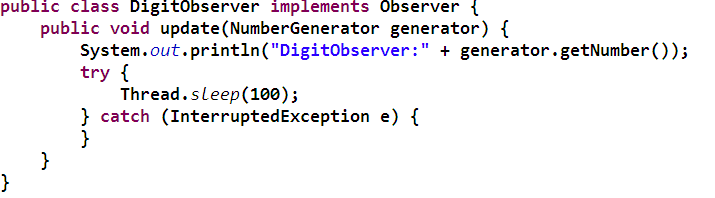 public class DigitObserver implements Observer {
    public void update(NumberGenerator generator) {
        System.out.println("DigitObserver:" + generator.getNumber());
        try {
            Thread.sleep(100);
        } catch (InterruptedException e) {
        }
    }
}